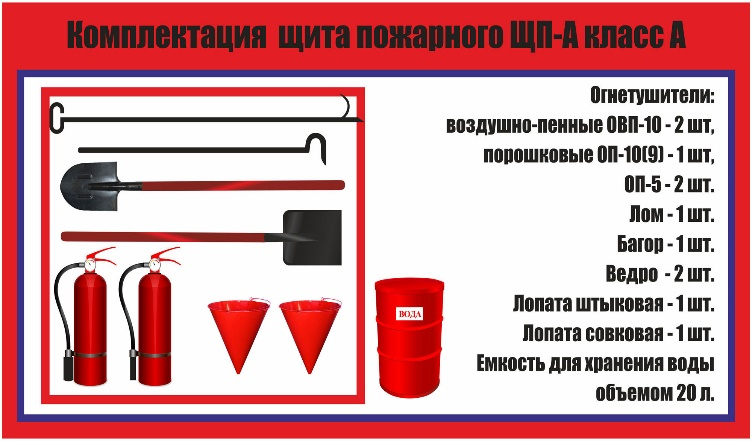 Комплектация щита пожарного ЩП-А класс А
Огнетушители:
воздушно-пенные ОВП-10 - 2 шт,
порошковые ОП-10(9) - 1 шт,
ОП-5 - 2 шт.
Лом - 1 шт.
Багор - 1 шт.
Ведро - 2 шт.
Лопата штыковая - 1 шт.
Лопата совковая - 1 шт.
Емкость для хранения воды
объемом 20 л.
ВОДА